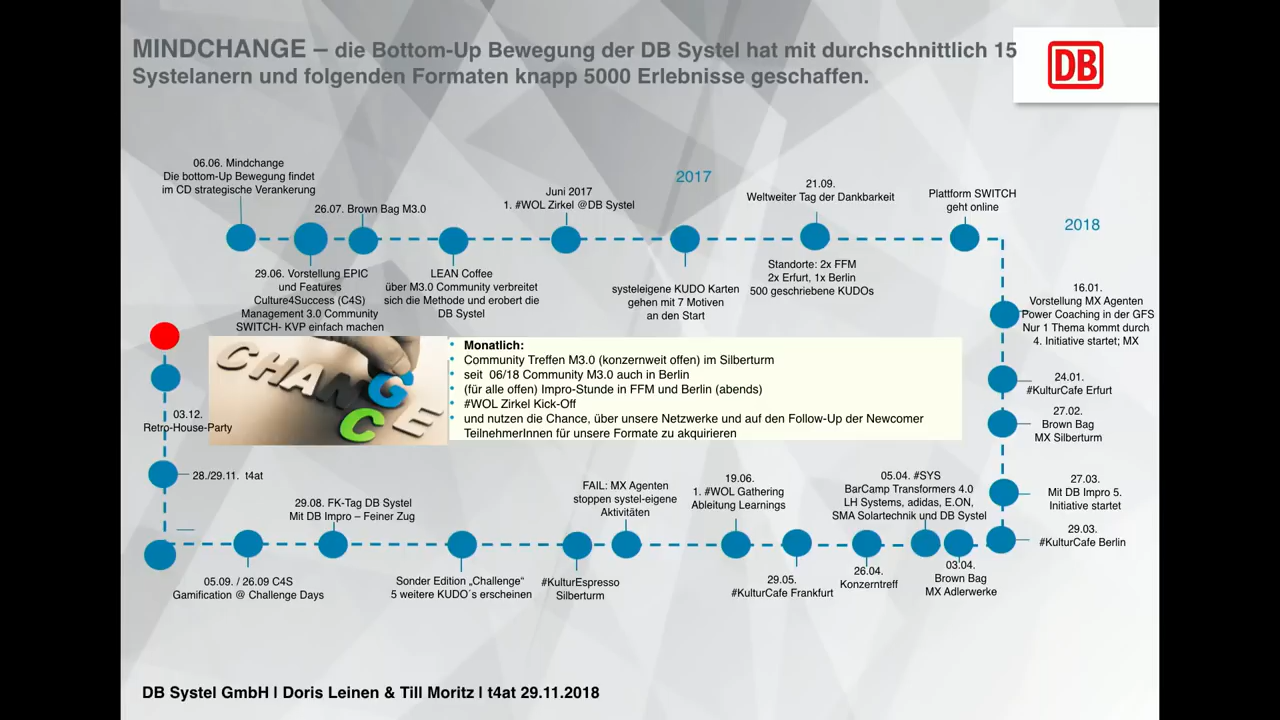 MINDCHANGE – die Bottom-Up Bewegung der DB Systel hat mit durchschnittlich 15
Systelanern und folgenden Formaten knapp 5000 Erlebnisse geschaffen.
DB
06.06. Mindchange
Die bottom-Up Bewegung findet
im CD strategische Verankerung
26.07. Brown Bag M3.0
Juni 2017
1. #WOL Zirkel @DB Systel
2017
21.09.
Weltweiter Tag der Dankbarkeit
Plattform SWITCH
geht online
2018
29.06. Vorstellung EPIC
und Features
Culture4Success (C4S)
Management 3.0 Community
SWITCH- KVP einfach machen
LEAN Coffee
über M3.0 Community verbreitet
sich die Methode und erobert die
DB Systel
systeleigene KUDO Karten
gehen mit 7 Motiven
an den Start
Standorte: 2x FFM
2x Erfurt, 1x Berlin
500 geschriebene KUDOs
16.01.
Vorstellung MX Agenten
Power Coaching in der GFS
Nur 1 Thema kommt durch
4. Initiative startet; MX
24.01.
#KulturCafe Erfurt
27.02.
Brown Bag
MX Silberturm
27.03.
Mit DB Impro 5.
Initiative startet
29.03.
#KulturCafe Berlin
CHANGE
C
Monatlich:
Community Treffen M3.0 (konzernweit offen) im Silberturm
seit 06/18 Community M3.0 auch in Berlin
(für alle offen) Impro-Stunde in FFM und Berlin (abends)
#WOL Zirkel Kick-Off
und nutzen die Chance, über unsere Netzwerke und auf den Follow-Up der Newcomer
TeilnehmerInnen für unsere Formate zu akquirieren
03.12.
Retro-House-Party
28./29.11. t4at
29.08. FK-Tag DB Systel
Mit DB Impro – Feiner Zug
FAIL: MX Agenten
stoppen systel-eigene
Aktivitäten
19.06.
1. #WOL Gathering
Ableitung Learnings
05.04. #SYS
BarCamp Transformers 4.0
LH Systems, adidas, E.ON,
SMA Solartechnik und DB Systel
05.09. / 26.09 C4S
Gamification @ Challenge Days
Sonder Edition „Challenge“
5 weitere KUDO´s erscheinen
#KulturEspresso
Silberturm
29.05.
#KulturCafe Frankfurt
26.04.
Konzerntreff
03.04.
Brown Bag
MX Adlerwerke
DB Systel GmbH l Doris Leinen & Till Moritz l t4at 29.11.2018